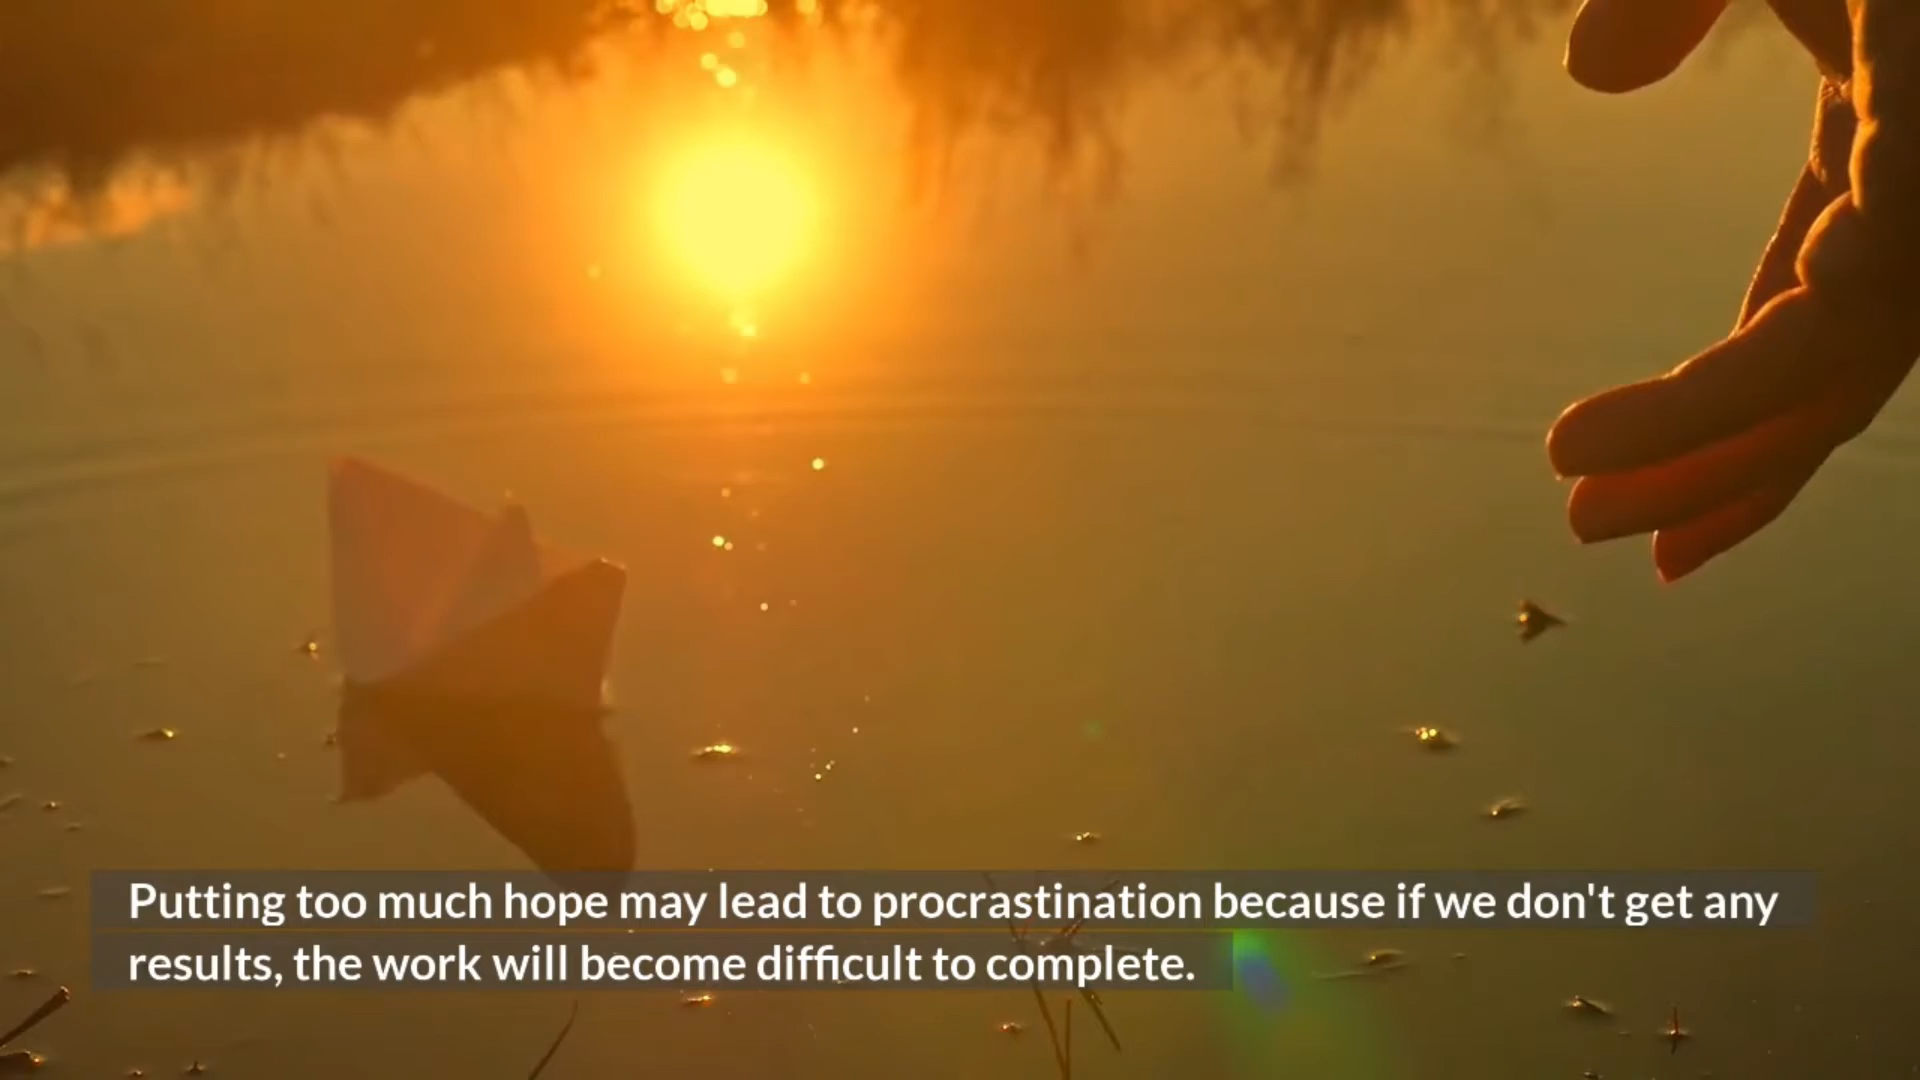 Putting too much hope may lead to procrastination because if we don't get any
results, the work will become difficult to complete.